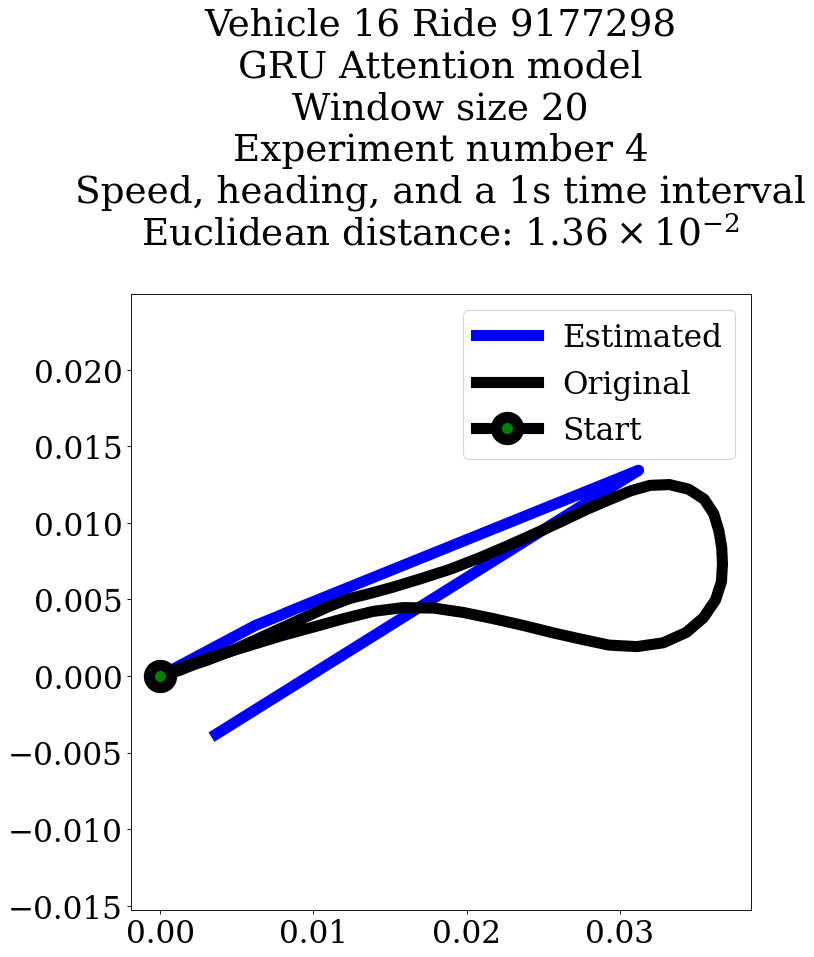 Vehicle 16 Ride 9177298
GRU Attention model
Window size 20
Experiment number 4
Speed, heading, and a 1s time interval
Euclidean distance: 1.36 × 10⁻²
Estimated
Original
Start
0.020
0.015
0.010
0.005
0.000
−0.005
−0.010
−0.015
0.00 0.01 0.02 0.03